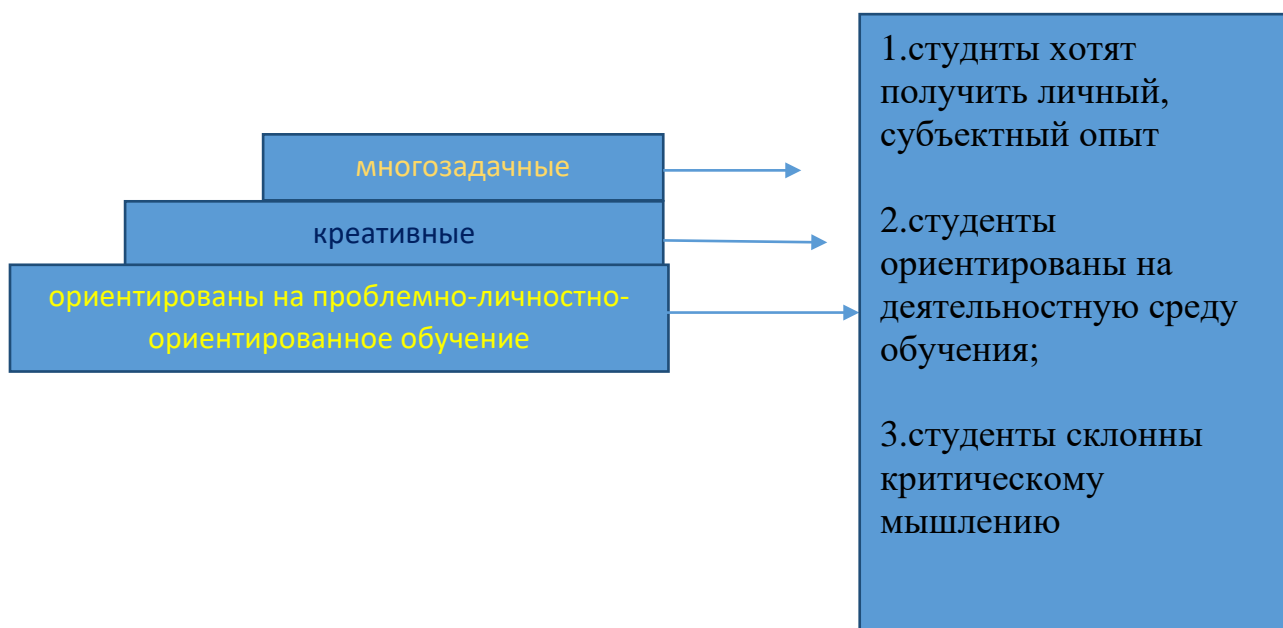 многозадачные
креативные
ориентированы на проблемно-личностно-
ориентированное обучение
1.студнты хотят
получить личный,
субъектный опыт
2.студенты
ориентированы на
деятельностную среду
обучения;
3.студенты склонны
критическому
мышлению